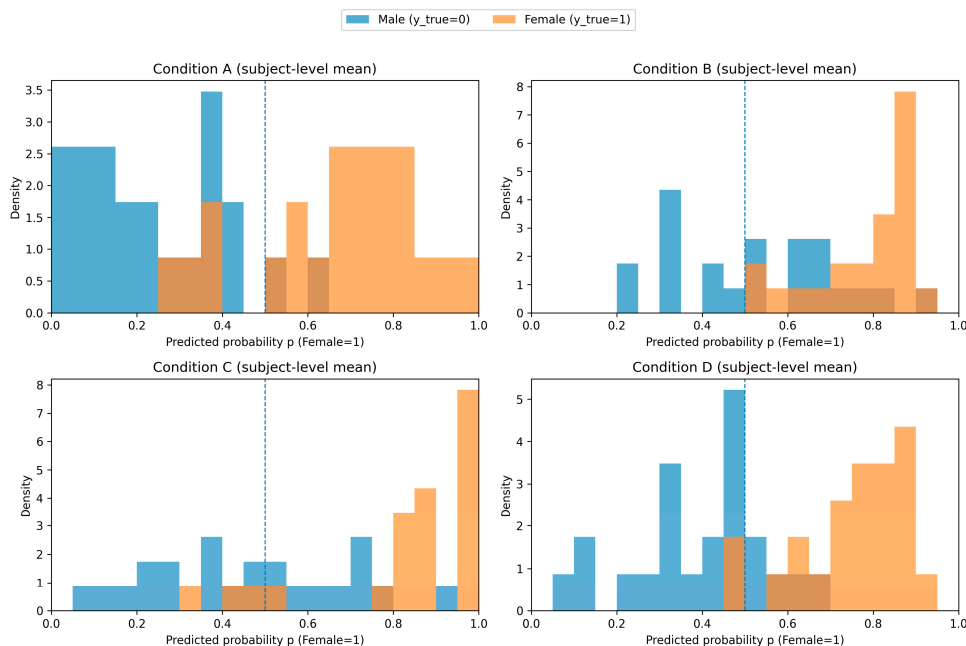 Male (y_true=0) Female (y_true=1)
Condition A (subject-level mean)
Density
3.5
3.0
2.5
2.0
1.5
1.0
0.5
0.0
0.0 0.2 0.4 0.6 0.8 1.0
Predicted probability p (Female=1)
Condition B (subject-level mean)
Density
8
7
6
5
4
3
2
1
0
0.0 0.2 0.4 0.6 0.8 1.0
Predicted probability p (Female=1)
Condition C (subject-level mean)
Density
8
7
6
5
4
3
2
1
0
0.0 0.2 0.4 0.6 0.8 1.0
Predicted probability p (Female=1)
Condition D (subject-level mean)
Density
5
4
3
2
1
0
0.0 0.2 0.4 0.6 0.8 1.0
Predicted probability p (Female=1)